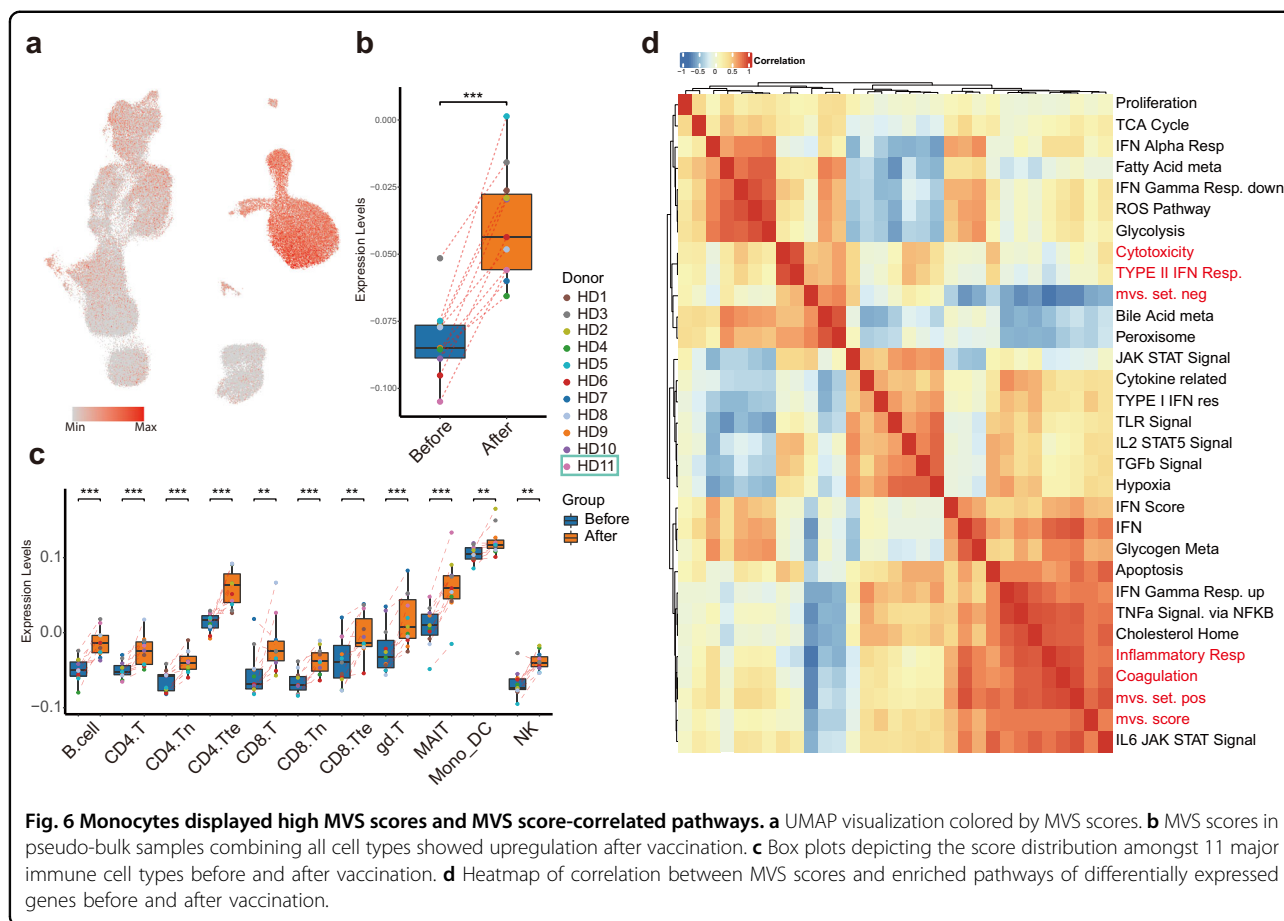 a
Min
Max
b
***
Expression Levels
0.000
−0.025
−0.050
−0.075
−0.100
Before
After
Donor
HD1
HD3
HD2
HD4
HD5
HD6
HD7
HD8
HD9
HD10
HD11
Group
Before
After
c
*** *** *** *** ** *** ** *** *** ** **
Expression Levels
0.1
0.0
−0.1
B.cell
CD4.T
CD4.Tn
CD4.Tte
CD8.T
CD8.Tn
CD8.Tte
gd.T
MAIT
Mono_DC
NK
d
Correlation
−1 −0.5 0 0.5 1
Proliferation
TCA Cycle
IFN Alpha Resp
Fatty Acid meta
IFN Gamma Resp. down
ROS Pathway
Glycolysis
Cytotoxicity
TYPE II IFN Resp.
mvs. set. neg
Bile Acid meta
Peroxisome
JAK STAT Signal
Cytokine related
TYPE I IFN res
TLR Signal
IL2 STAT5 Signal
TGFb Signal
Hypoxia
IFN Score
IFN
Glycogen Meta
Apoptosis
IFN Gamma Resp. up
TNFa Signal. via NFKB
Cholesterol Home
Inflammatory Resp
Coagulation
mvs. set. pos
mvs. score
IL6 JAK STAT Signal
Fig. 6 Monocytes displayed high MVS scores and MVS score-correlated pathways. a UMAP visualization colored by MVS scores. b MVS scores in
pseudo-bulk samples combining all cell types showed upregulation after vaccination. c Box plots depicting the score distribution amongst 11 major
immune cell types before and after vaccination. d Heatmap of correlation between MVS scores and enriched pathways of differentially expressed
genes before and after vaccination.